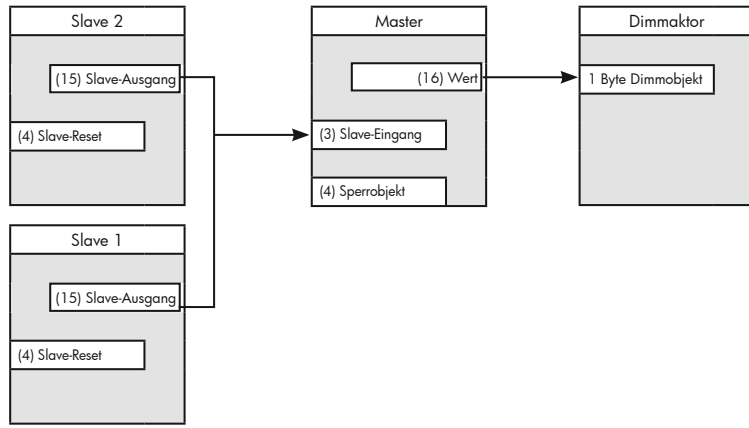 Slave 2
(15) Slave-Ausgang
(4) Slave-Reset
Master
(16) Wert
(3) Slave-Eingang
(4) Sperrobjekt
Dimmaktor
1 Byte Dimmobjekt
Slave 1
(15) Slave-Ausgang
(4) Slave-Reset